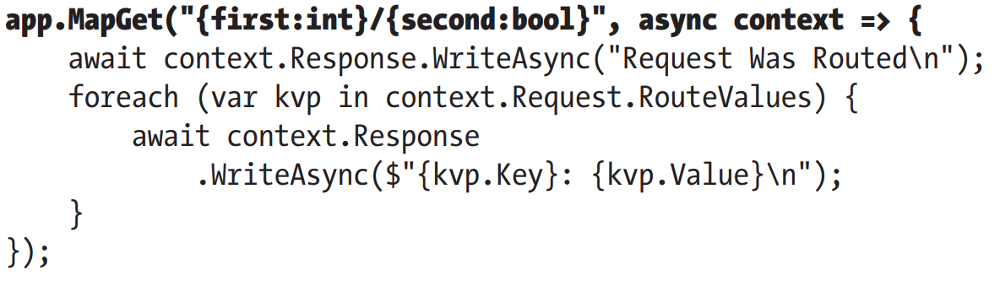 app.MapGet("{first:int}/{second:bool}", async context => {
    await context.Response.WriteAsync("Request Was Routed\n");
    foreach (var kvp in context.Request.RouteValues) {
        await context.Response
            .WriteAsync($"{kvp.Key}: {kvp.Value}\n");
    }
});